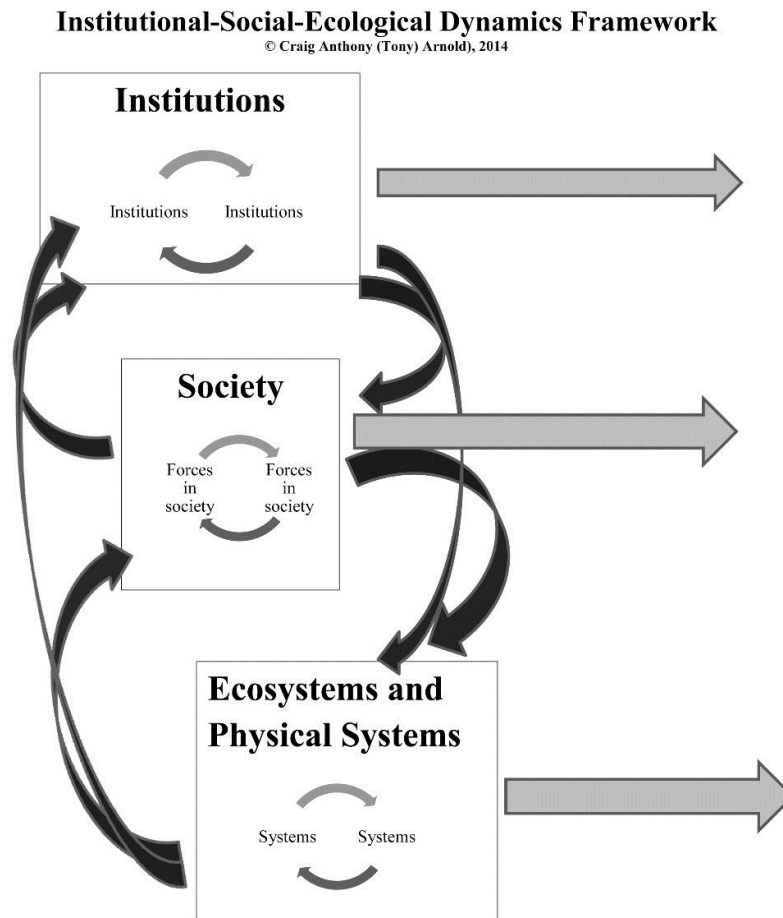 Institutional-Social-Ecological Dynamics Framework
© Craig Anthony (Tony) Arnold), 2014
Institutions
Institutions Institutions
Society
Forces Forces
in in
society society
Ecosystems and
Physical Systems
Systems Systems